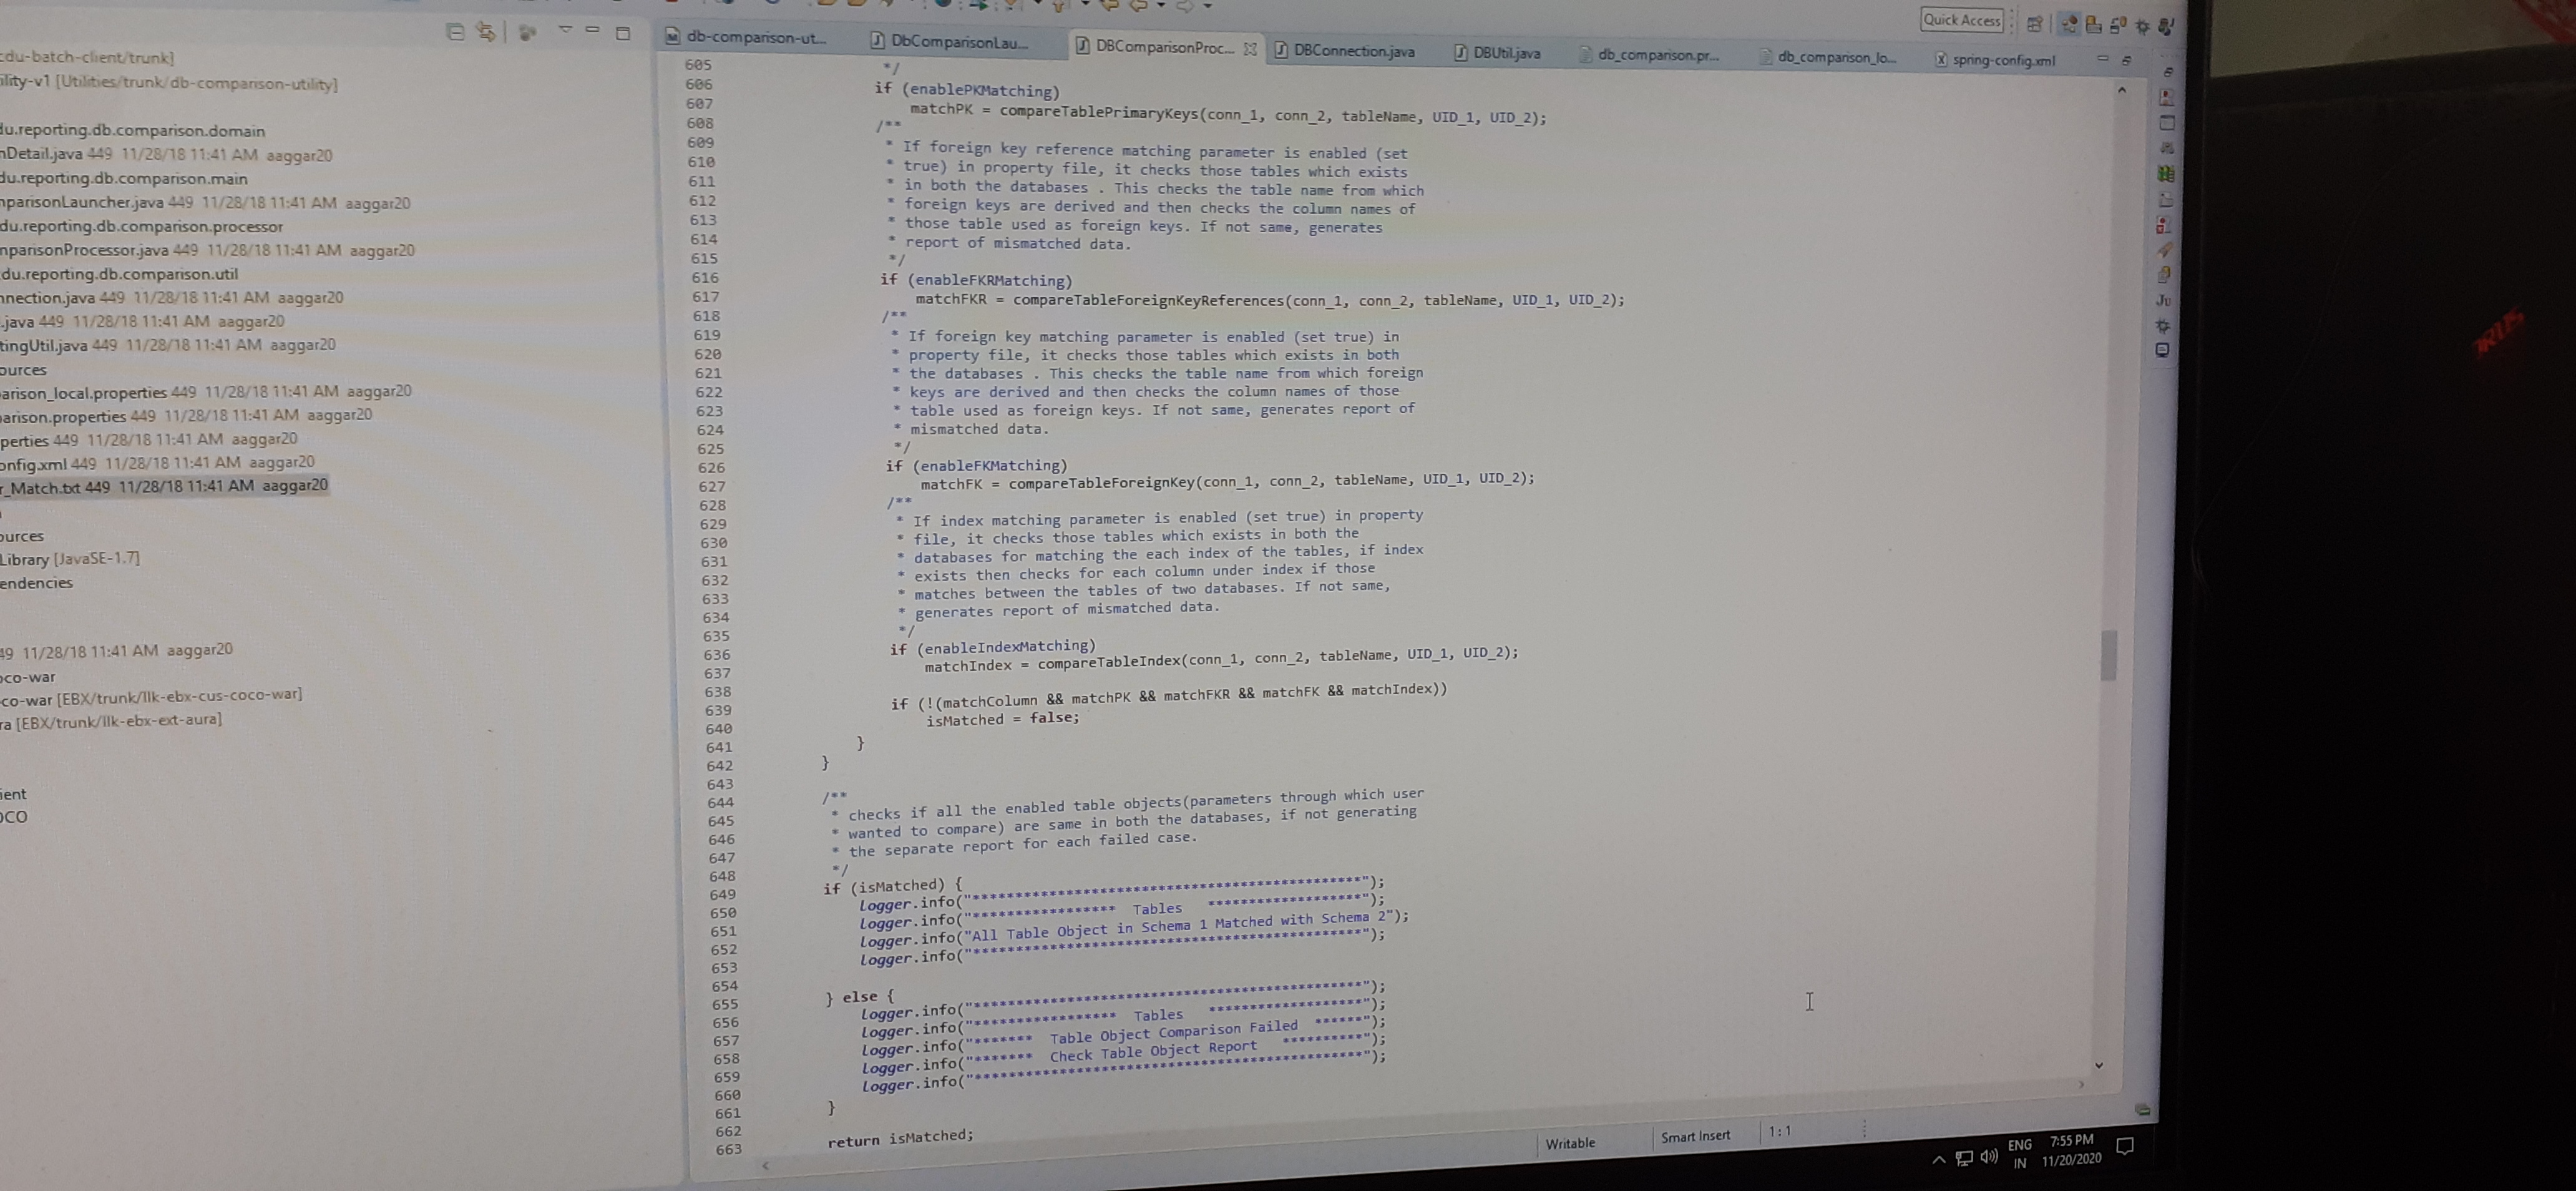 Quick Access
db-comparison-ut...
DbComparisonLau...
DBComparisonProc...
DBConnection.java
DBUtil.java
db_comparison.pr...
db_comparison_lo...
spring-config.xml
cdu-batch-client/trunk]
ility-v1 [Utilities/trunk/db-comparison-utility]
du.reporting.db.comparison.domain
nDetail.java 449 11/28/18 11:41 AM aaggar20
du.reporting.db.comparison.main
nparisonLauncher.java 449 11/28/18 11:41 AM aaggar20
du.reporting.db.comparison.processor
nparisonProcessor.java 449 11/28/18 11:41 AM aaggar20
du.reporting.db.comparison.util
nnection.java 449 11/28/18 11:41 AM aaggar20
.java 449 11/28/18 11:41 AM aaggar20
tingUtil.java 449 11/28/18 11:41 AM aaggar20
ources
arison_local.properties 449 11/28/18 11:41 AM aaggar20
arison.properties 449 11/28/18 11:41 AM aaggar20
perties 449 11/28/18 11:41 AM aaggar20
onfig.xml 449 11/28/18 11:41 AM aaggar20
r_Match.txt 449 11/28/18 11:41 AM aaggar20
ources
Library [JavaSE-1.7]
endencies
49 11/28/18 11:41 AM aaggar20
oco-war
co-war [EBX/trunk/llk-ebx-cus-coco-war]
ra [EBX/trunk/llk-ebx-ext-aura]
ient
OCO
605 */
606 if (enablePKMatching)
607 matchPK = compareTablePrimaryKeys(conn_1, conn_2, tableName, UID_1, UID_2);
608 /**
609 * If foreign key reference matching parameter is enabled (set
610 * true) in property file, it checks those tables which exists
611 * in both the databases . This checks the table name from which
612 * foreign keys are derived and then checks the column names of
613 * those table used as foreign keys. If not same, generates
614 * report of mismatched data.
615 */
616 if (enableFKRMatching)
617 matchFKR = compareTableForeignKeyReferences(conn_1, conn_2, tableName, UID_1, UID_2);
618 /**
619 * If foreign key matching parameter is enabled (set true) in
620 * property file, it checks those tables which exists in both
621 * the databases . This checks the table name from which foreign
622 * keys are derived and then checks the column names of those
623 * table used as foreign keys. If not same, generates report of
624 * mismatched data.
625 */
626 if (enableFKMatching)
627 matchFK = compareTableForeignKey(conn_1, conn_2, tableName, UID_1, UID_2);
628 /**
629 * If index matching parameter is enabled (set true) in property
630 * file, it checks those tables which exists in both the
631 * databases for matching the each index of the tables, if index
632 * exists then checks for each column under index if those
633 * matches between the tables of two databases. If not same,
634 * generates report of mismatched data.
635 */
636 if (enableIndexMatching)
637 matchIndex = compareTableIndex(conn_1, conn_2, tableName, UID_1, UID_2);
638
639 if (!(matchColumn && matchPK && matchFKR && matchFK && matchIndex))
640 isMatched = false;
641 }
642 }
643
644 /**
645 * checks if all the enabled table objects(parameters through which user
646 * wanted to compare) are same in both the databases, if not generating
647 * the separate report for each failed case.
648 */
649 if (isMatched) {
650 Logger.info("***********************************************");
651 Logger.info("***************** Tables ******************");
652 Logger.info("All Table Object in Schema 1 Matched with Schema 2");
653 Logger.info("***********************************************");
654
655 } else {
656 Logger.info("***********************************************");
657 Logger.info("***************** Tables ******************");
658 Logger.info("******* Table Object Comparison Failed ******");
659 Logger.info("******* Check Table Object Report **********");
660 Logger.info("***********************************************");
661 }
662
663 return isMatched;
Writable
Smart Insert
1 : 1
ENG
IN
7:55 PM
11/20/2020